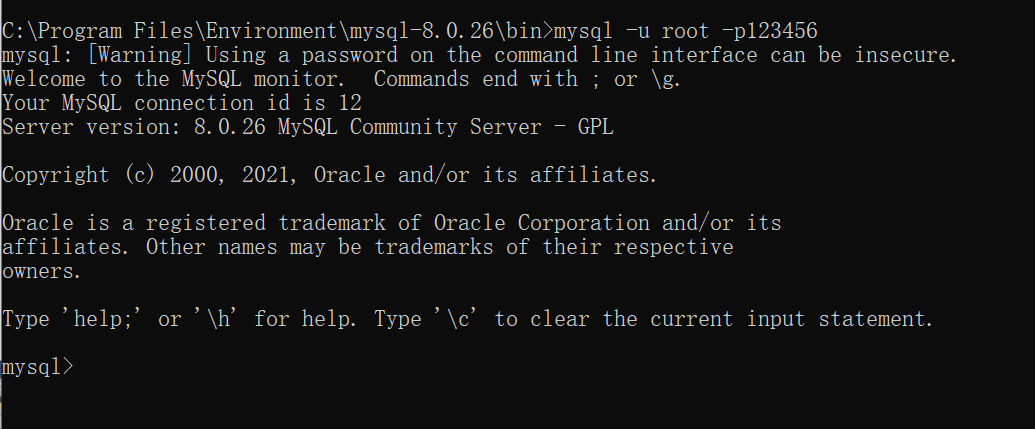 C:\Program Files\Environment\mysql-8.0.26\bin>mysql -u root -p123456
mysql: [Warning] Using a password on the command line interface can be insecure.
Welcome to the MySQL monitor.  Commands end with ; or \g.
Your MySQL connection id is 12
Server version: 8.0.26 MySQL Community Server - GPL
Copyright (c) 2000, 2021, Oracle and/or its affiliates.
Oracle is a registered trademark of Oracle Corporation and/or its
affiliates. Other names may be trademarks of their respective
owners.
Type 'help;' or '\h' for help. Type '\c' to clear the current input statement.
mysql>